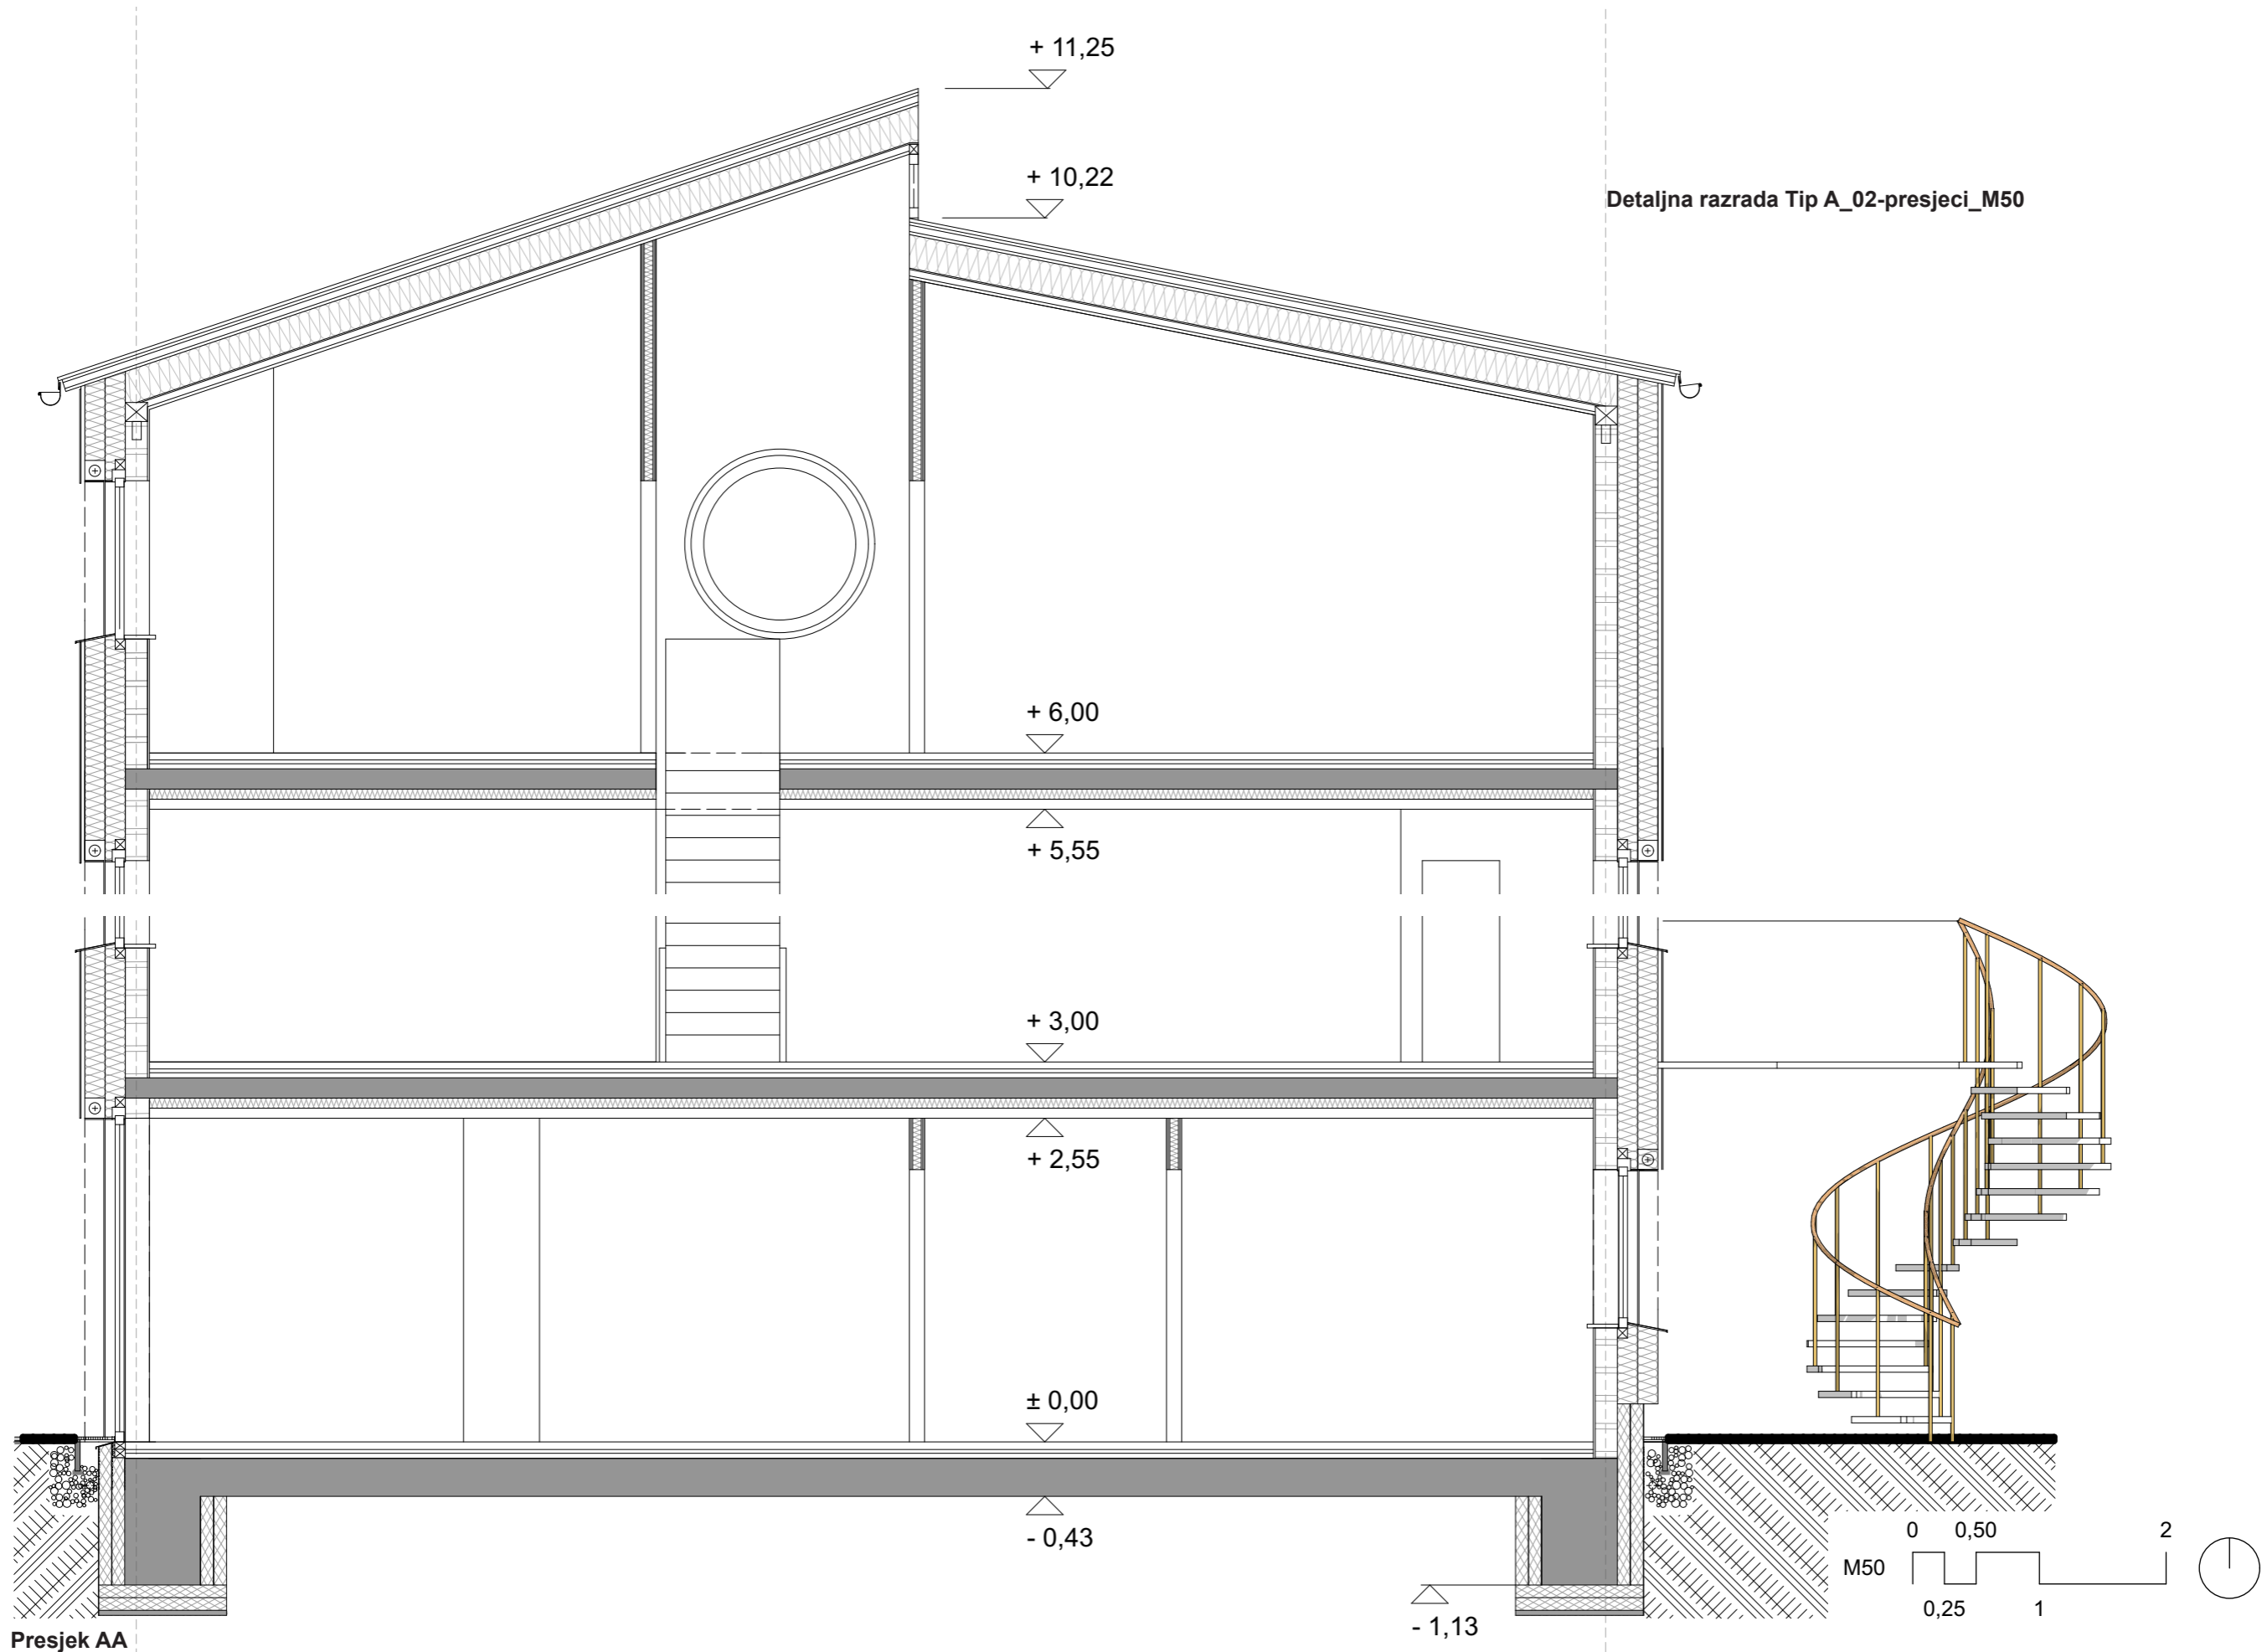 + 11,25
+ 10,22
Detaljna razrada Tip A_02-presjeci_M50
+ 6,00
+ 5,55
+ 3,00
+ 2,55
± 0,00
- 0,43
0 0,50 2
M50
0,25 1
- 1,13
Presjek AA